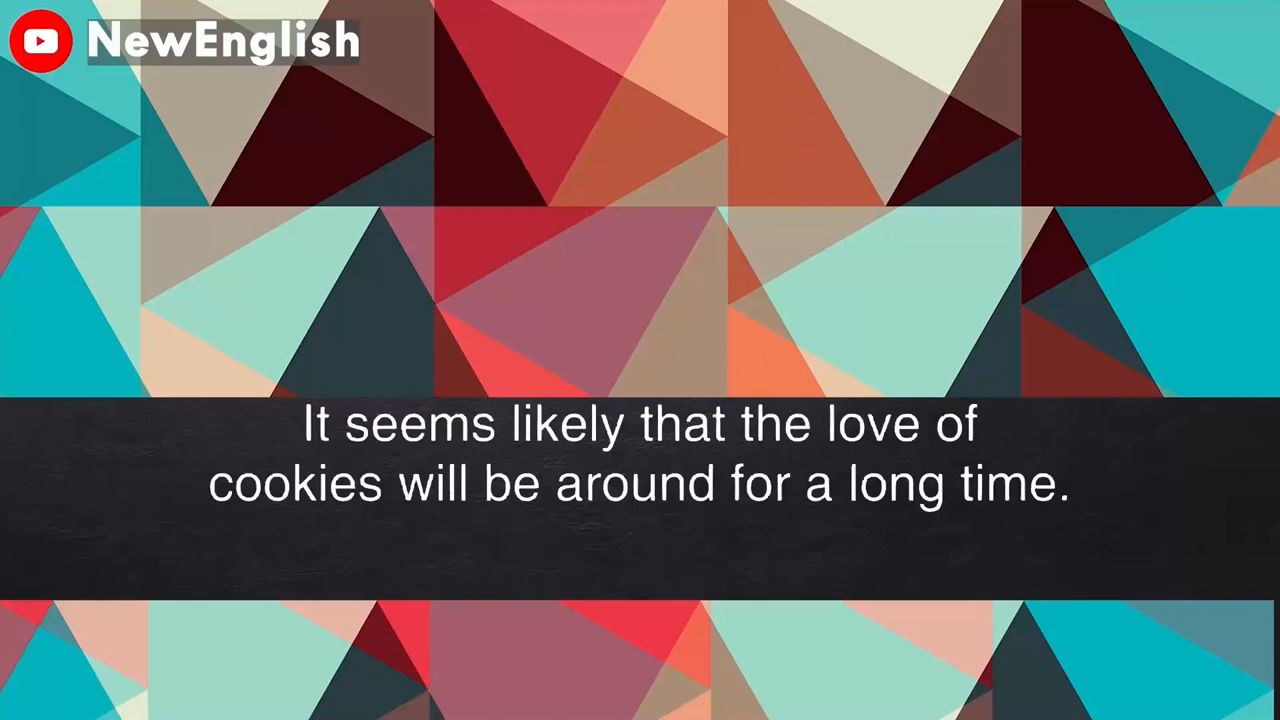 NewEnglish
It seems likely that the love of
cookies will be around for a long time.